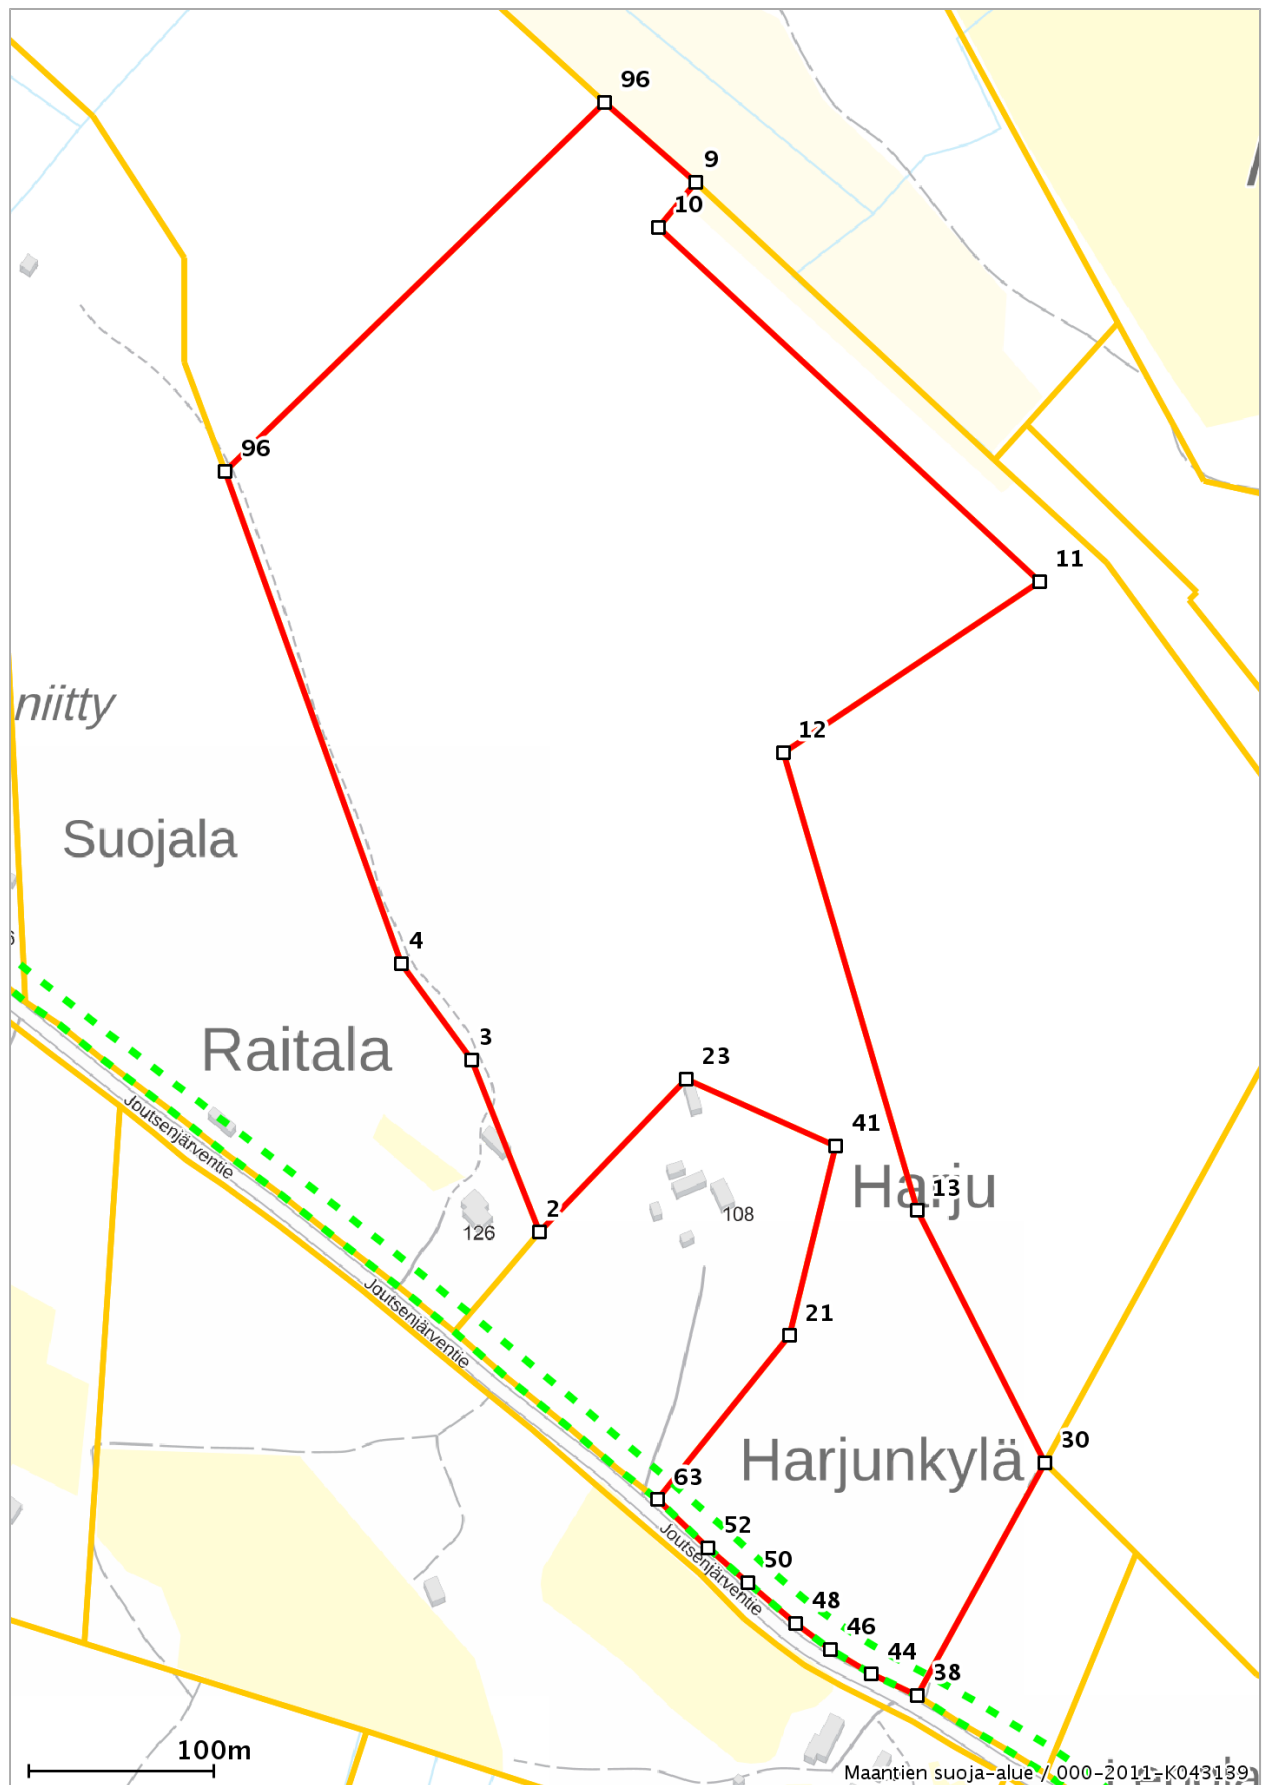 96
9
10
96
11
niitty
12
Suojala
4
Raitala
3
23
41
Harju
13
Joutsenjärventie
2
108
126
21
Joutsenjärventie
30
Harjunkylä
63
52
Joutsenjärventie
50
48
46
44
38
100m
Maantien suoja-alue / 000-2011-K043139